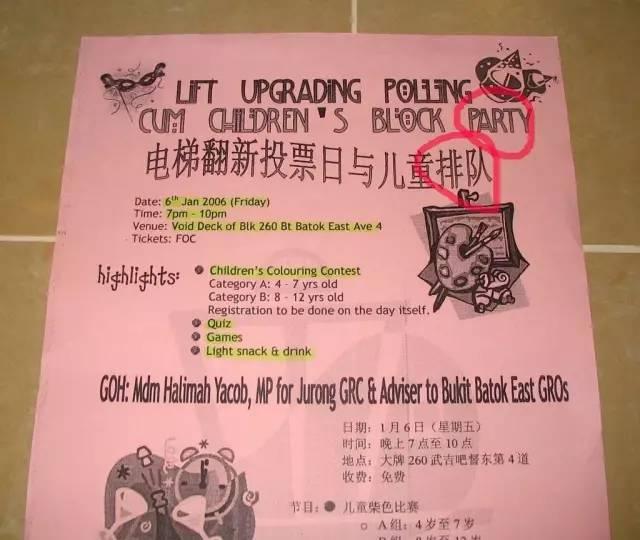 LIFT UPGRADING POLLING
CUM CHILDREN'S BLOCK PARTY
电梯翻新投票日与儿童排队
Date: 6th Jan 2006 (Friday)
Time: 7pm - 10pm
Venue: Void Deck of Blk 260 Bt Batok East Ave 4
Tickets: FOC
highlights:
Children's Colouring Contest
Category A: 4 - 7 yrs old
Category B: 8 - 12 yrs old
Registration to be done on the day itself.
Quiz
Games
Light snack & drink
GOH: Mdm Halimah Yacob, MP for Jurong GRC & Adviser to Bukit Batok East GROs
日期：1月6日（星期五）
时间：晚上7点至10点
地点：大牌260武吉吧督东第4道
收费：免费
节目：儿童柴色比赛
A组：4岁至7岁